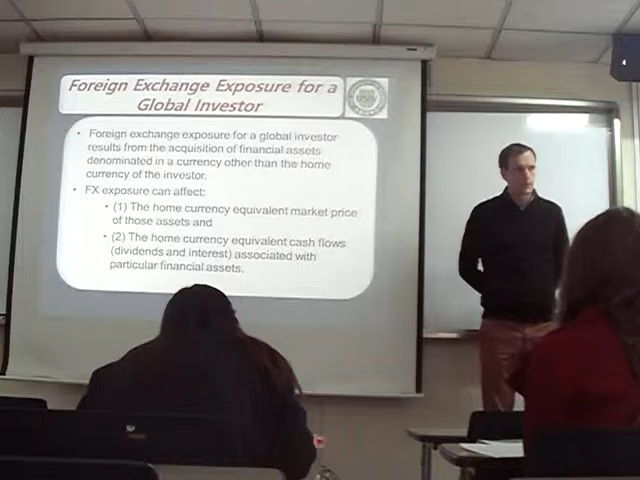 Foreign Exchange Exposure for a
Global Investor
• Foreign exchange exposure for a global investor
results from the acquisition of financial assets
denominated in a currency other than the home
currency of the investor.
• FX exposure can affect:
• (1) The home currency equivalent market price
of those assets and
• (2) The home currency equivalent cash flows
(dividends and interest) associated with
particular financial assets.